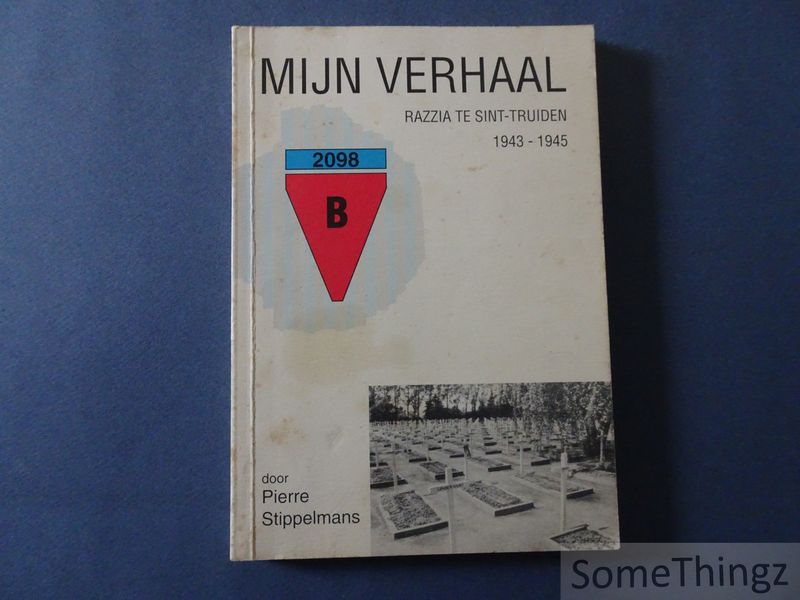 MIJN VERHAAL
RAZZIA TE SINT-TRUIDEN
1943 - 1945
2098
B
door
Pierre
Stippelmans
SomeThingz